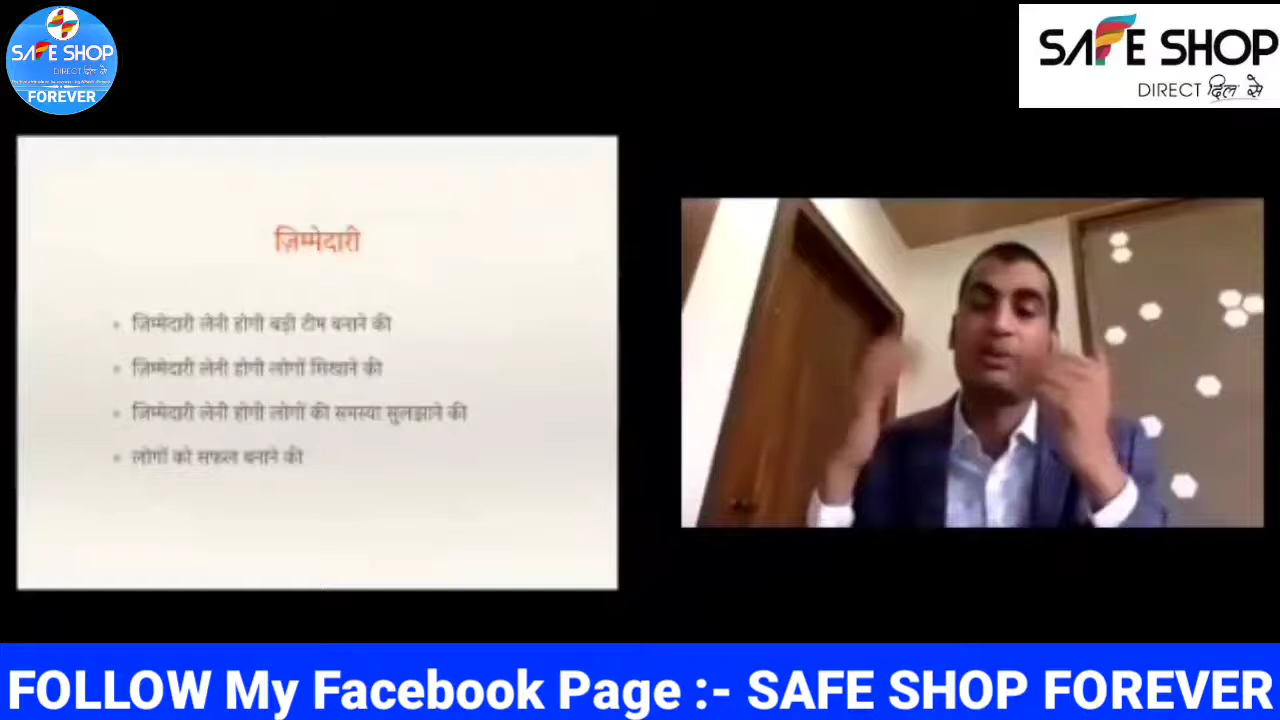 SAFE SHOP
DIRECT दिल से
FOREVER
SAFE SHOP
DIRECT दिल से
ज़िम्मेदारी
• जिम्मेदारी लेनी होगी बड़ी टीम बनाने की
• ज़िम्मेदारी लेनी होगी लोगों सिखाने की
• जिम्मेदारी लेनी होगी लोगों की समस्या सुलझाने की
• लोगों को सफल बनाने की
FOLLOW My Facebook Page :- SAFE SHOP FOREVER